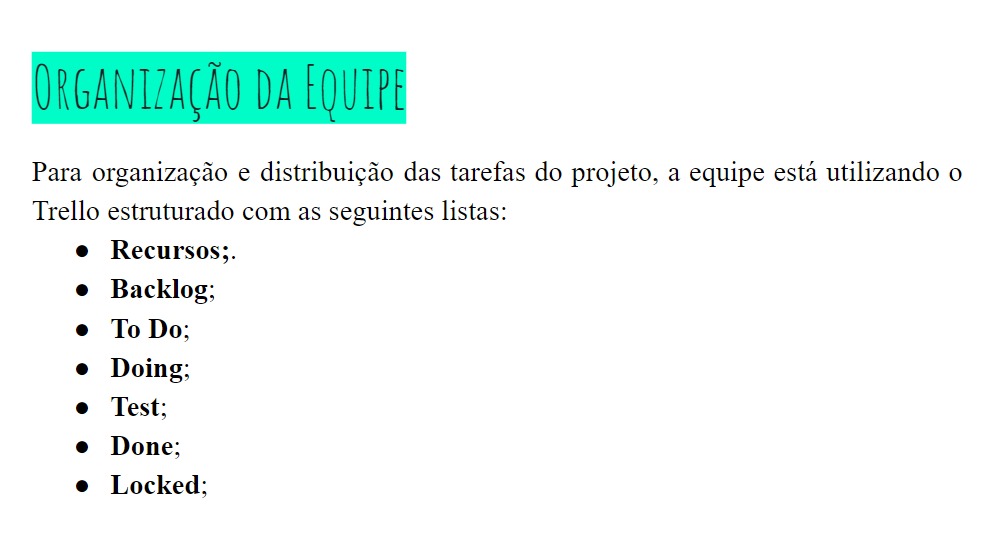 Organização da Equipe
Para organização e distribuição das tarefas do projeto, a equipe está utilizando o
Trello estruturado com as seguintes listas:
● Recursos;.
● Backlog;
● To Do;
● Doing;
● Test;
● Done;
● Locked;